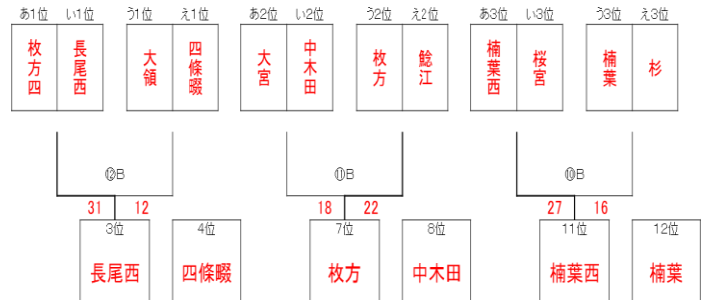 あ1位 い1位 う1位 え1位 あ2位 い2位 う2位 え2位 あ3位 い3位 う3位 え3位
枚方四 長尾西 大領 四條畷 大宮 中木田 枚方 鯰江 楠葉西 桜宮 楠葉 杉
⑫B ⑪B ⑩B
31 12 18 22 27 16
3位 4位 7位 8位 11位 12位
長尾西 四條畷 枚方 中木田 楠葉西 楠葉